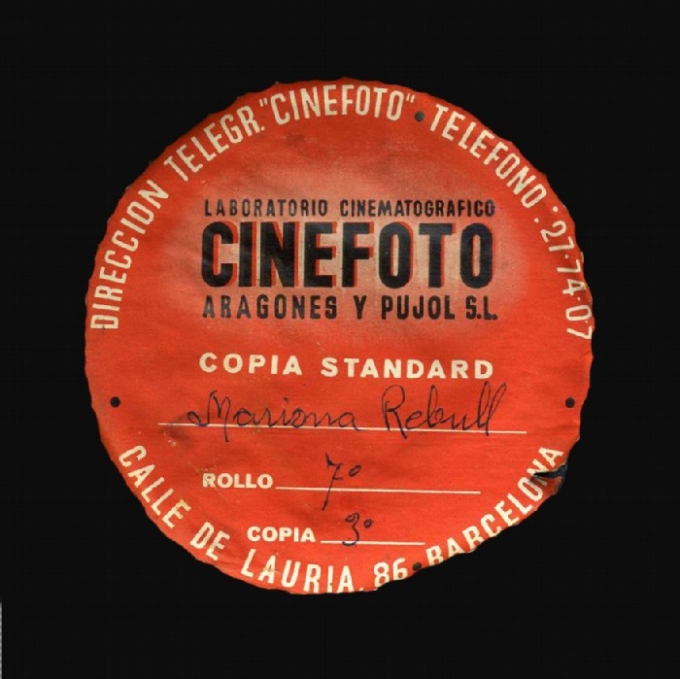 DIRECCION TELEGR. "CINEFOTO" • TELEFONO: 27-74-07
LABORATORIO CINEMATOGRAFICO
CINEFOTO
ARAGONES Y PUJOL S.L.
COPIA STANDARD
Mariona Rebull
ROLLO 7º
COPIA 3ª
CALLE DE LAURIA, 86 • BARCELONA